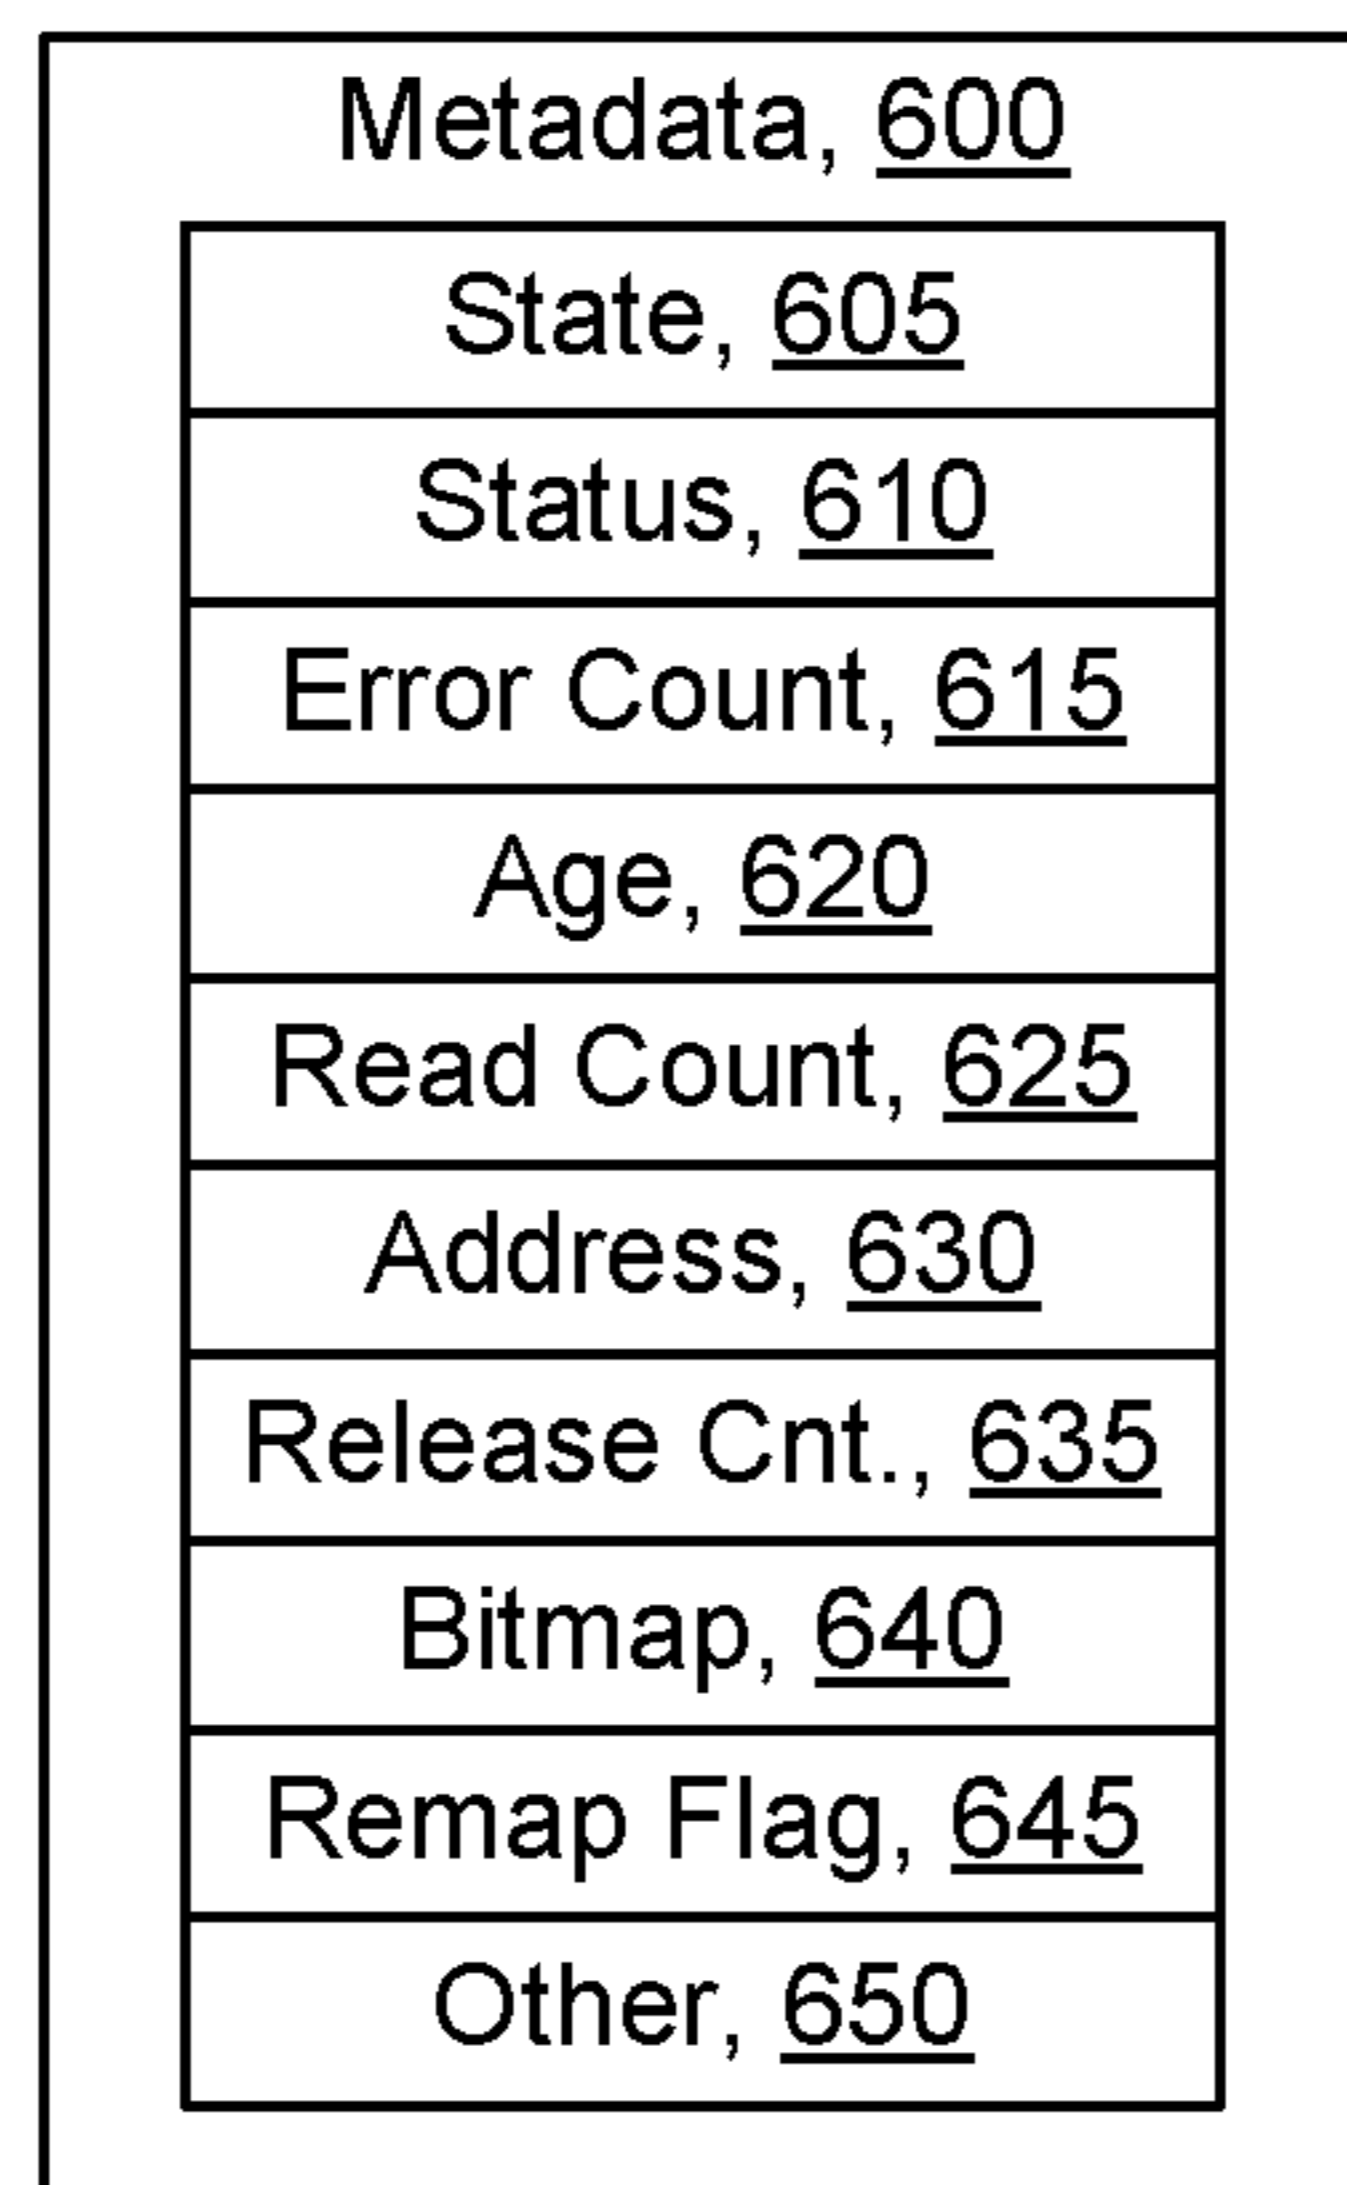 Metadata, 600
State, 605
Status, 610
Error Count, 615
Age, 620
Read Count, 625
Address, 630
Release Cnt., 635
Bitmap, 640
Remap Flag, 645
Other, 650